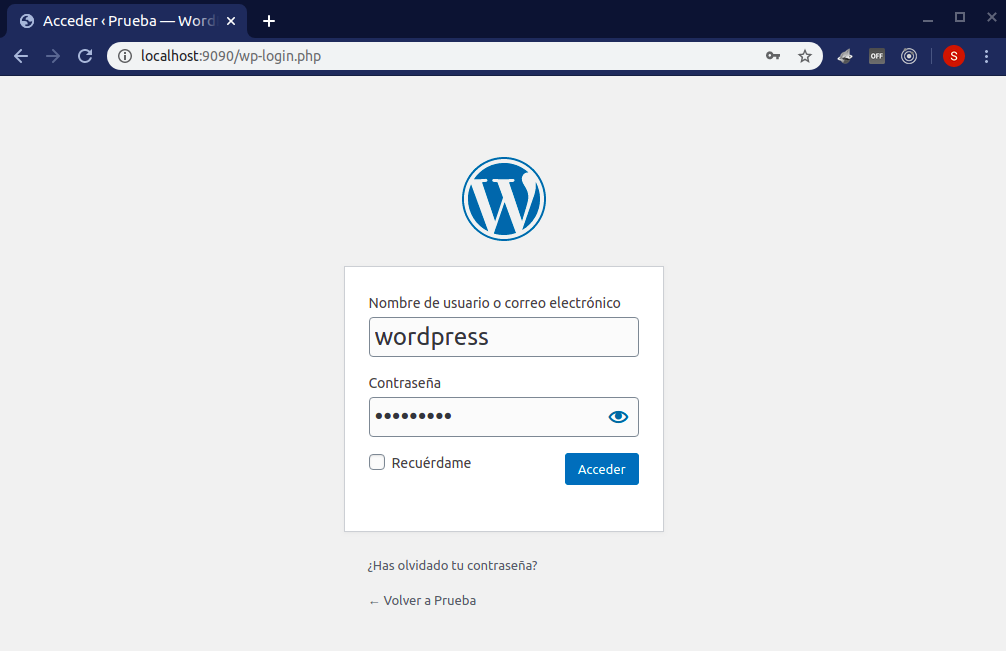 Acceder ‹ Prueba — Word
localhost:9090/wp-login.php
OFF
S
Nombre de usuario o correo electrónico
wordpress
Contraseña
•••••••••
Recuérdame
Acceder
¿Has olvidado tu contraseña?
← Volver a Prueba